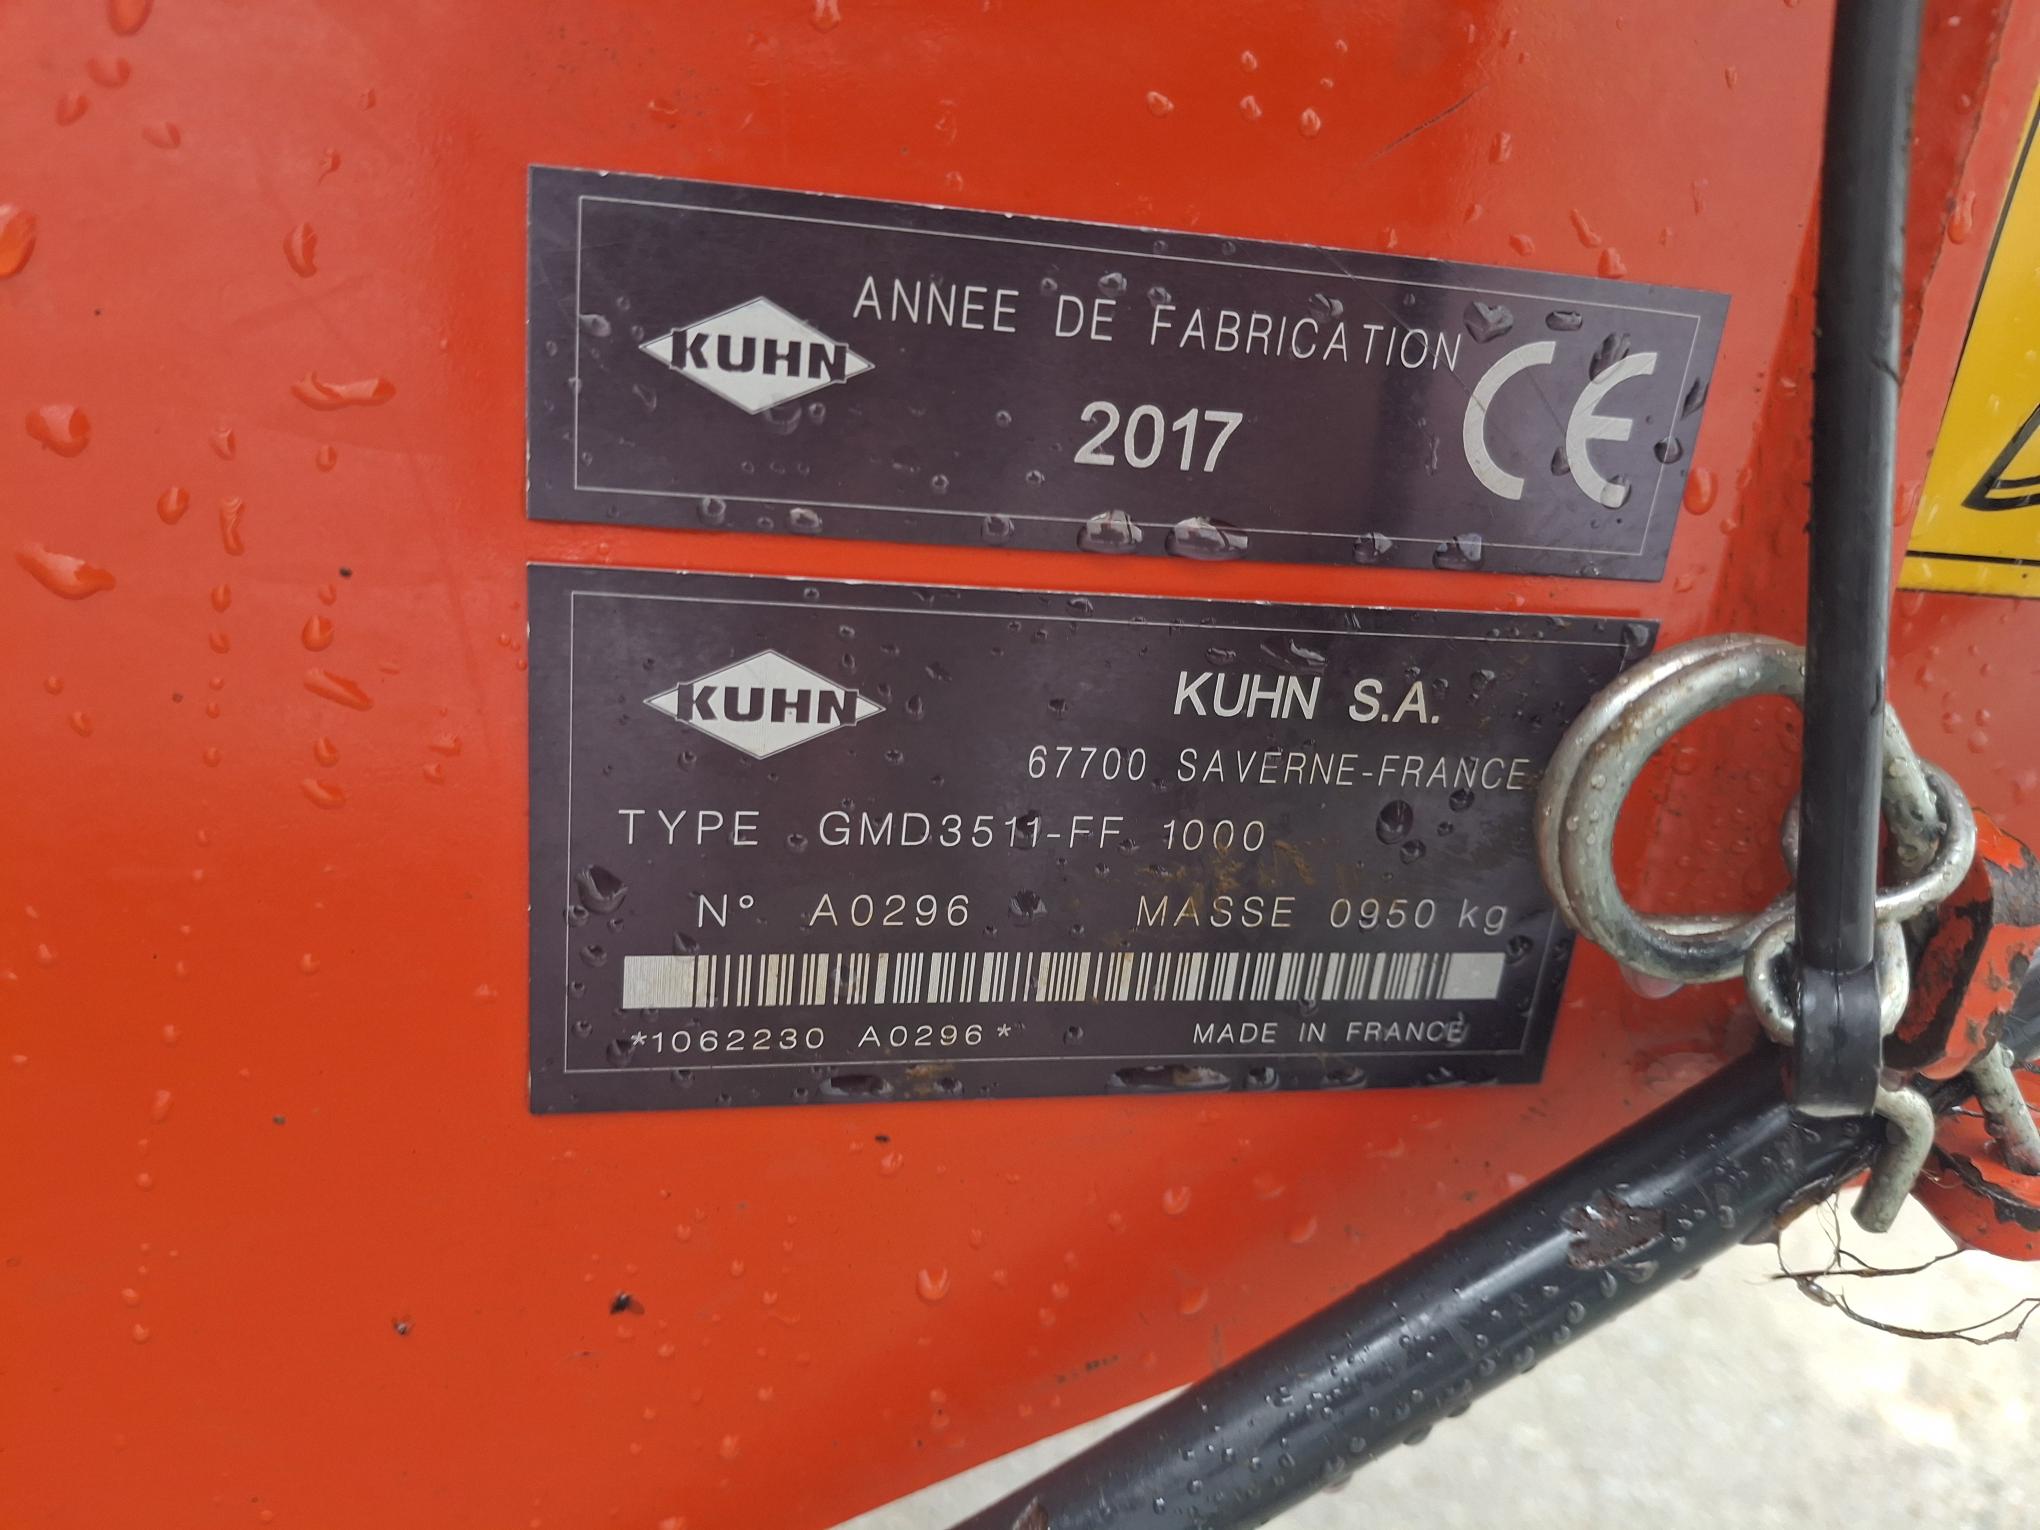 KUHN
ANNEE DE FABRICATION
2017
CE
KUHN
KUHN S.A.
67700 SAVERNE-FRANCE
TYPE GMD3511-FF 1000
N° A0296 MASSE 0950 kg
*1062230 A0296*
MADE IN FRANCE